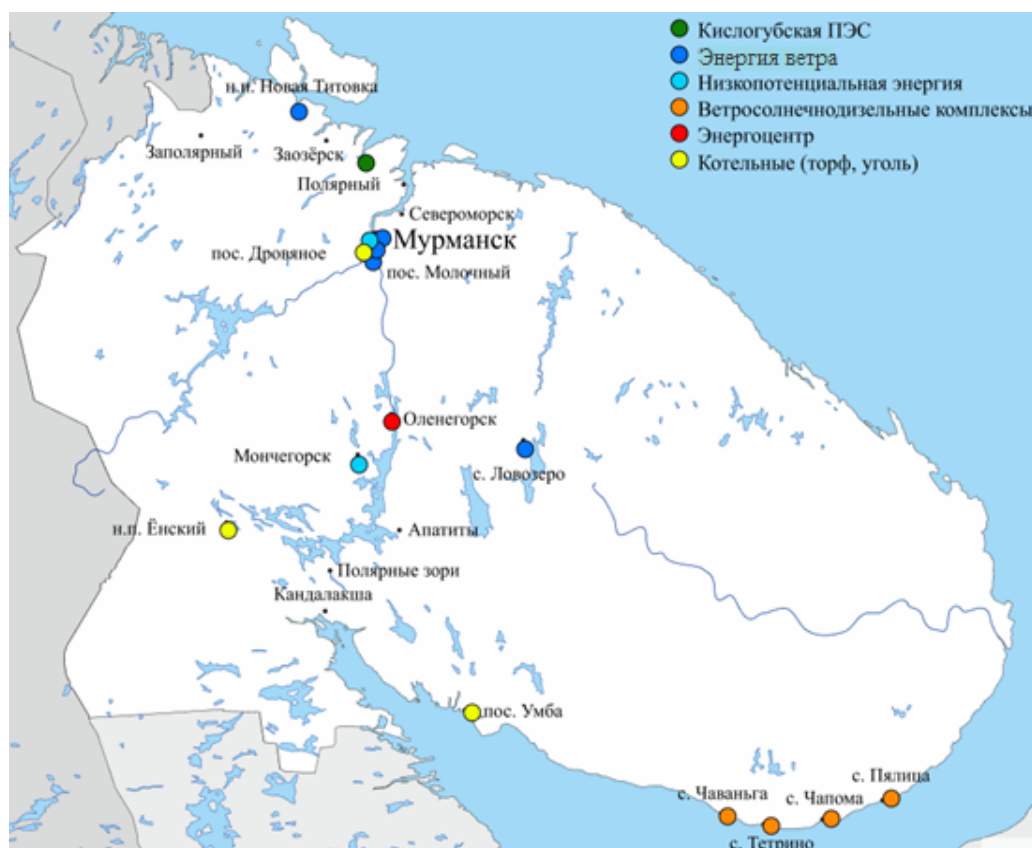 Кислогубская ПЭС
Энергия ветра
Низкопотенциальная энергия
Ветросолнечнодизельные комплексы
Энергоцентр
Котельные (торф, уголь)
н.п. Новая Титовка
Заполярный
Заозёрск
Полярный
Североморск
Мурманск
пос. Дровяное
пос. Молочный
Оленегорск
Мончегорск
с. Ловозеро
н.п. Ёнский
Апатиты
Полярные зори
Кандалакша
пос. Умба
с. Пялица
с. Чаваньга
с. Чапома
с. Тетрино